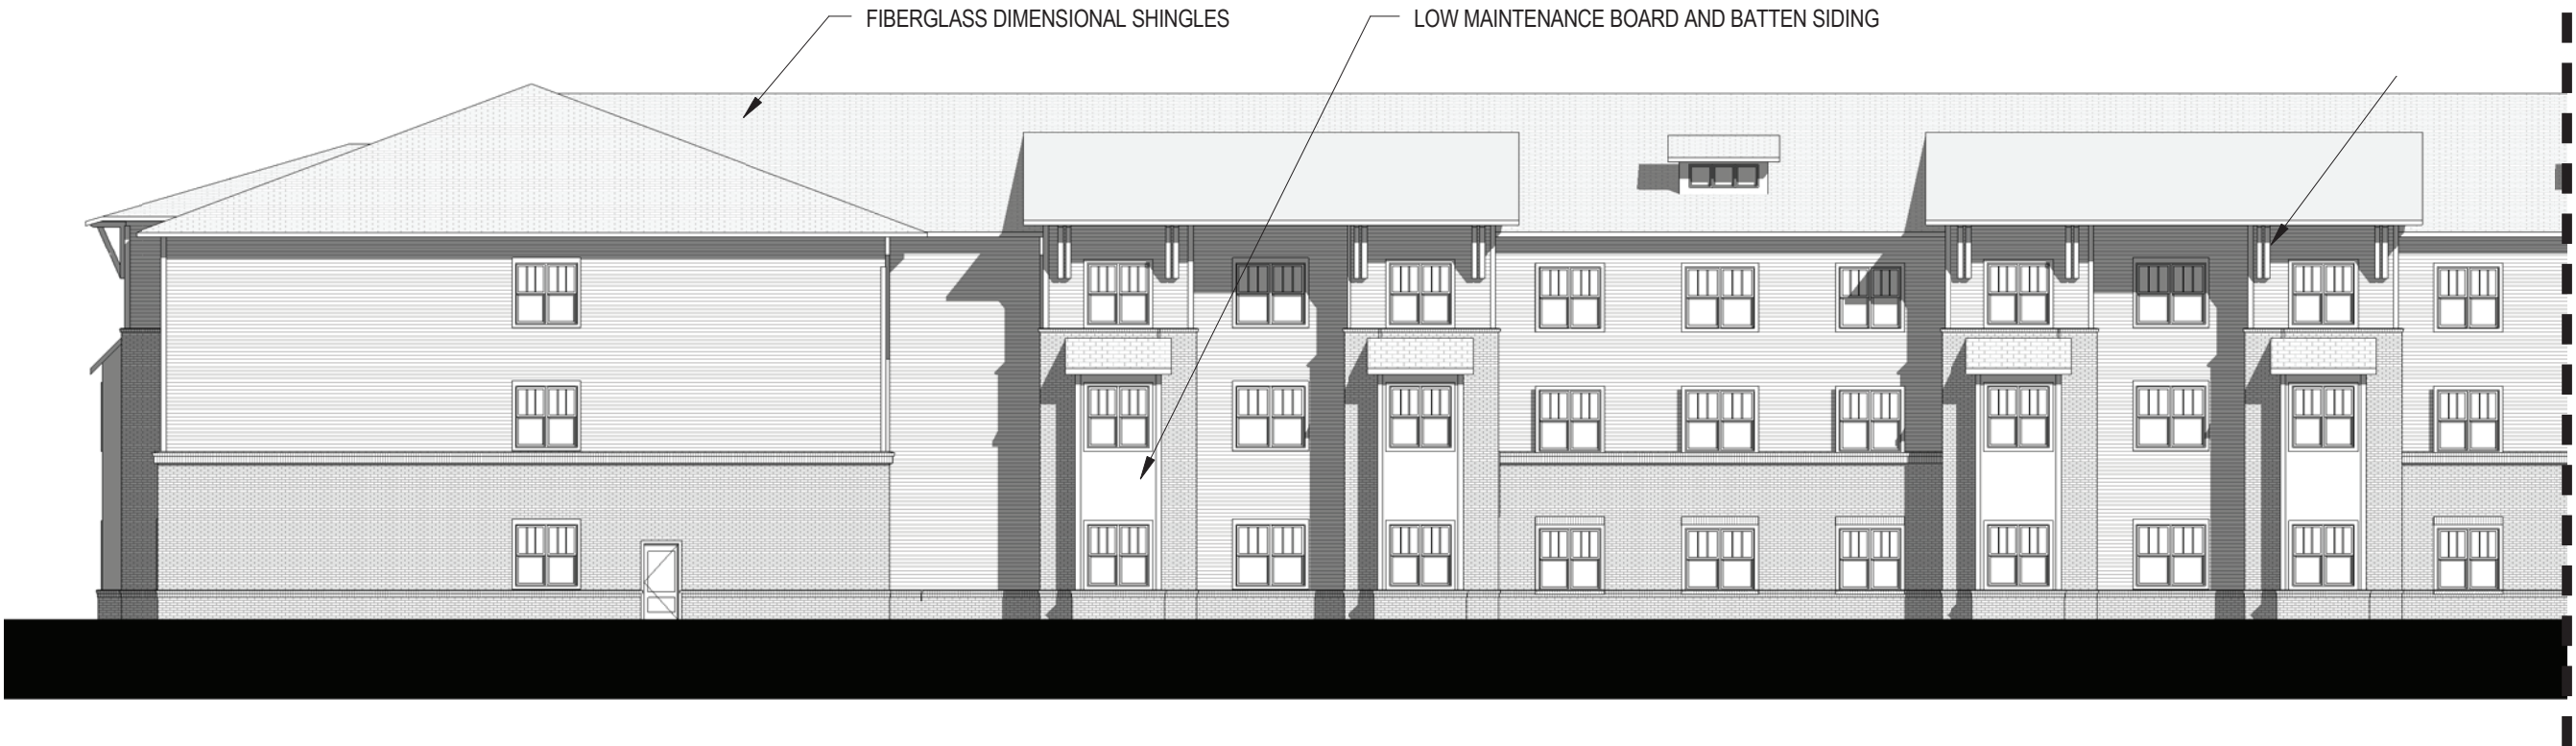 FIBERGLASS DIMENSIONAL SHINGLES
LOW MAINTENANCE BOARD AND BATTEN SIDING